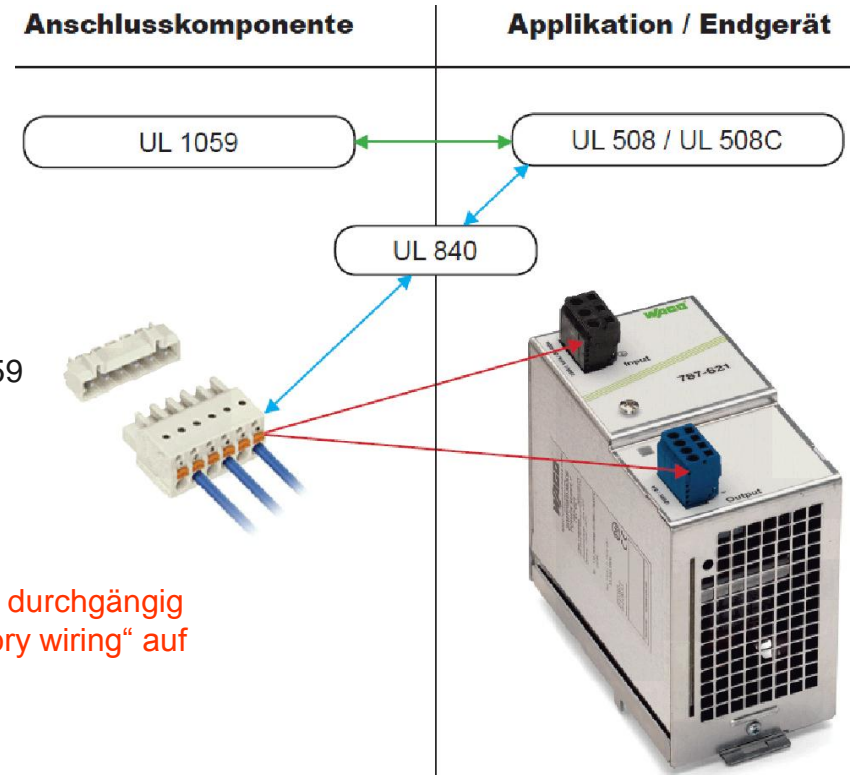 Anschlusskomponente
Applikation / Endgerät
UL 1059
UL 508 / UL 508C
UL 840
59
WAGO
Input
787-621
Output
WAGO
durchgängig
ory wiring“ auf